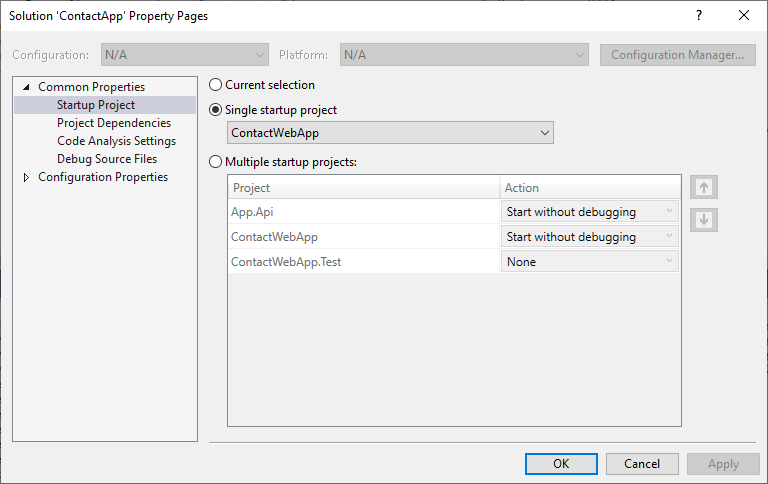 Solution 'ContactApp' Property Pages
Configuration: N/A Platform: N/A Configuration Manager...
Common Properties
Startup Project
Project Dependencies
Code Analysis Settings
Debug Source Files
Configuration Properties
Current selection
Single startup project
ContactWebApp
Multiple startup projects:
Project Action
App.Api Start without debugging
ContactWebApp Start without debugging
ContactWebApp.Test None
OK Cancel Apply